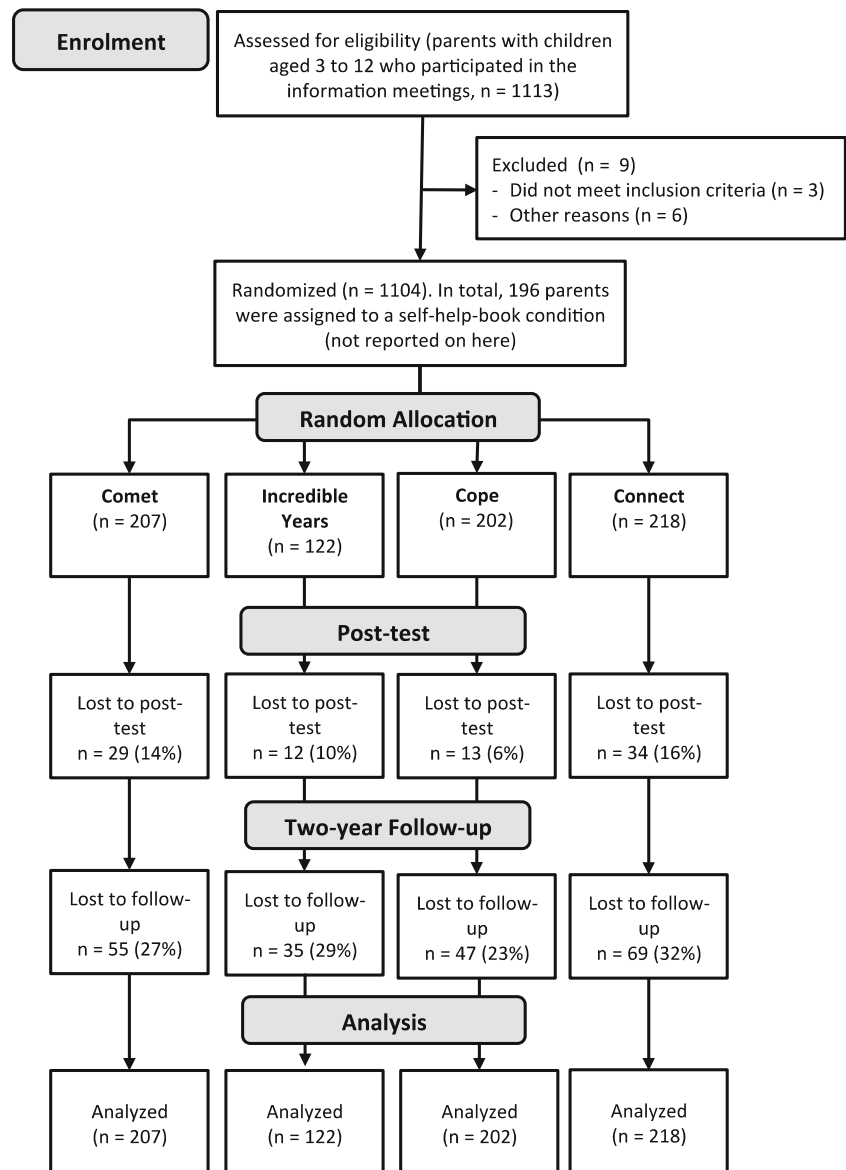 Enrolment
Assessed for eligibility (parents with children
aged 3 to 12 who participated in the
information meetings, n = 1113)
Excluded  (n =  9)
-  Did not meet inclusion criteria (n = 3)
-  Other reasons (n = 6)
Randomized (n = 1104). In total, 196 parents
were assigned to a self-help-book condition
(not reported on here)
Random Allocation
Comet
(n = 207)
Incredible
Years
(n = 122)
Cope
(n = 202)
Connect
(n = 218)
Post-test
Lost to post-
test
n = 29 (14%)
Lost to post-
test
n = 12 (10%)
Lost to post-
test
n = 13 (6%)
Lost to post-
test
n = 34 (16%)
Two-year Follow-up
Lost to follow-
up
n = 55 (27%)
Lost to follow-
up
n = 35 (29%)
Lost to follow-
up
n = 47 (23%)
Lost to follow-
up
n = 69 (32%)
Analysis
Analyzed
(n = 207)
Analyzed
(n = 122)
Analyzed
(n = 202)
Analyzed
(n = 218)